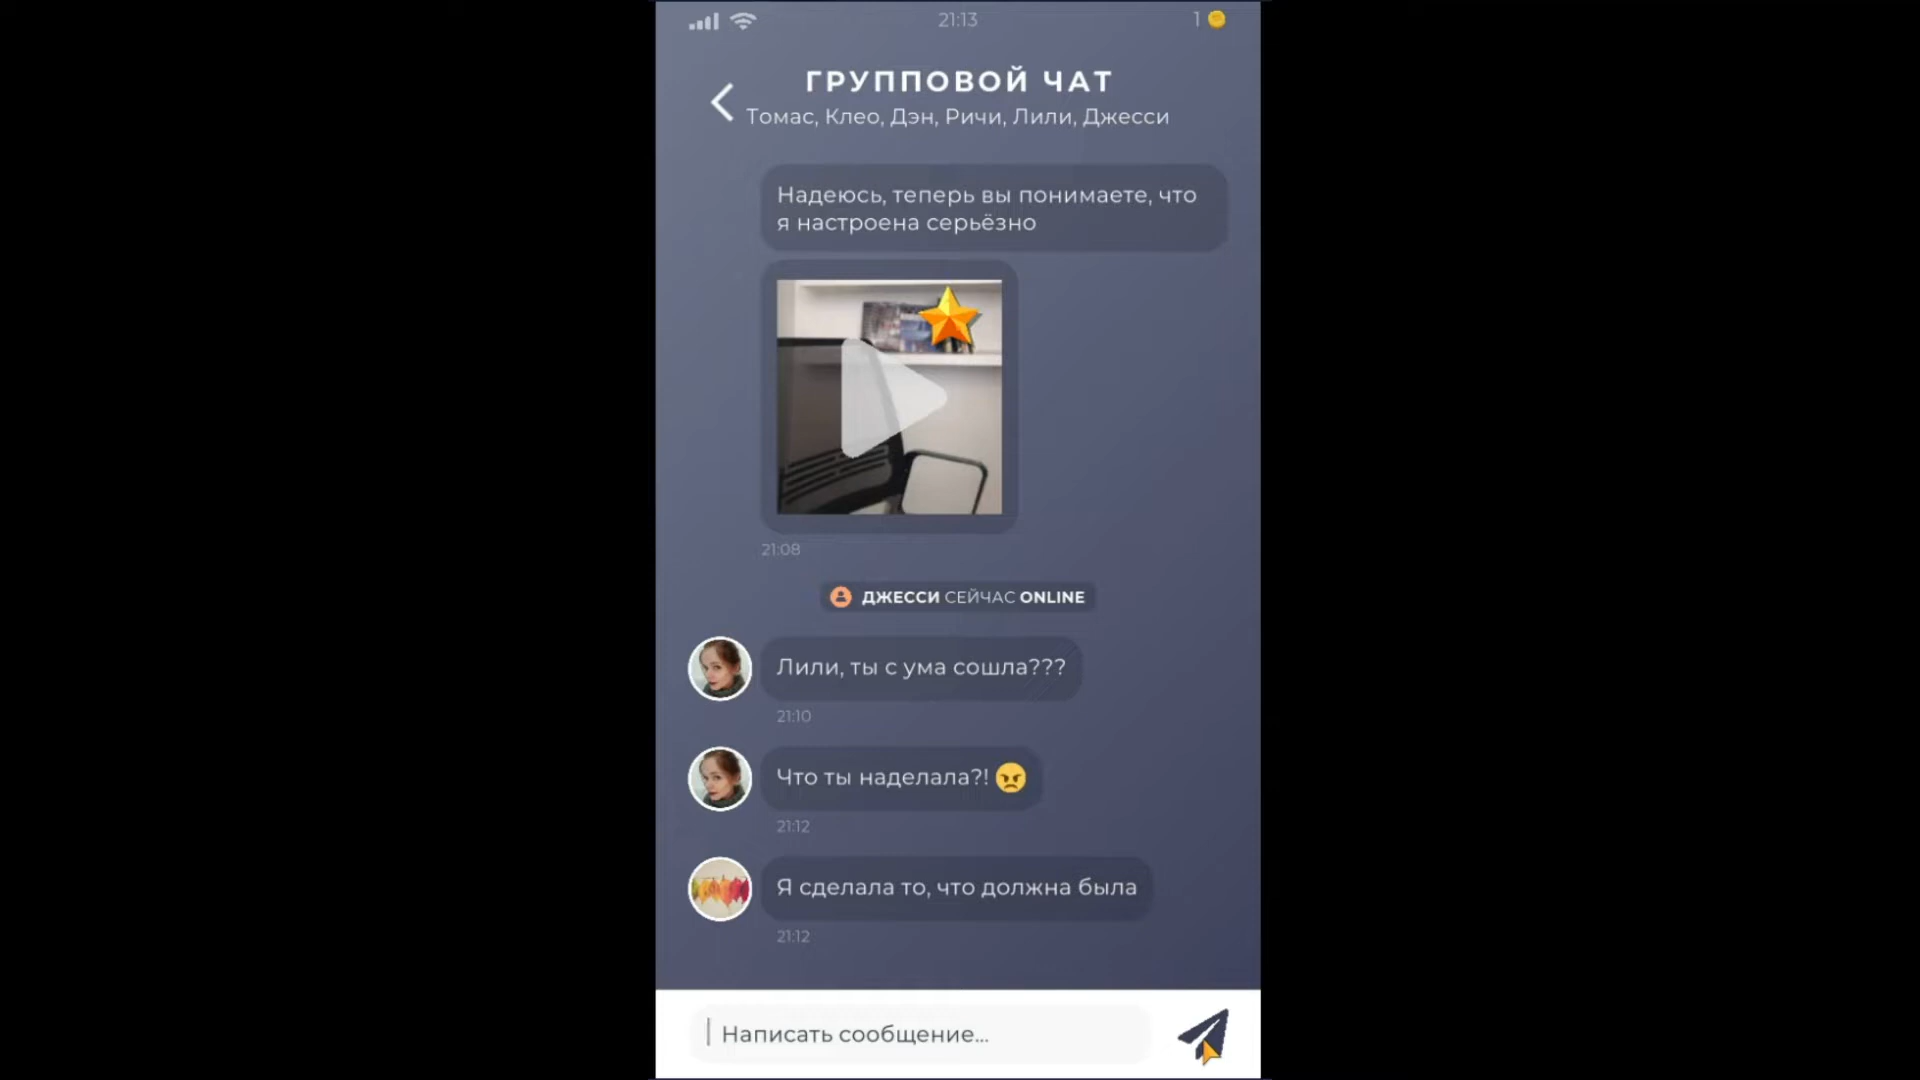 21:13
1
ГРУППОВОЙ ЧАТ
Томас, Клео, Дэн, Ричи, Лили, Джесси
Надеюсь, теперь вы понимаете, что
я настроена серьёзно
21:08
ДЖЕССИ СЕЙЧАС ONLINE
Лили, ты с ума сошла???
21:10
Что ты наделала?! 😠
21:12
Я сделала то, что должна была
21:12
Написать сообщение...